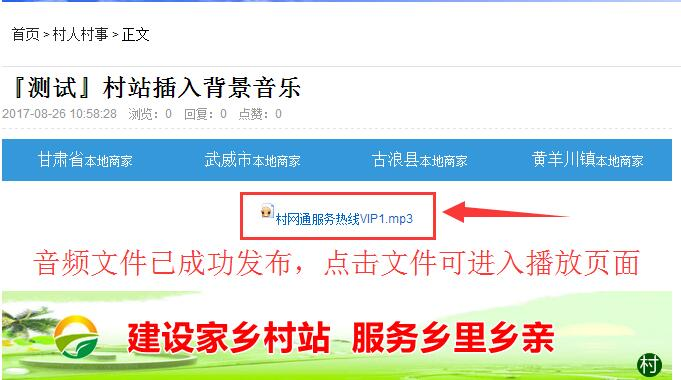 首页 > 村人村事 > 正文
『测试』村站插入背景音乐
2017-08-26 10:58:28 浏览：0 回复：0 点赞：0
甘肃省本地商家 武威市本地商家 古浪县本地商家 黄羊川镇本地商家
村网通服务热线VIP1.mp3
音频文件已成功发布，点击文件可进入播放页面
建设家乡村站 服务乡里乡亲
村